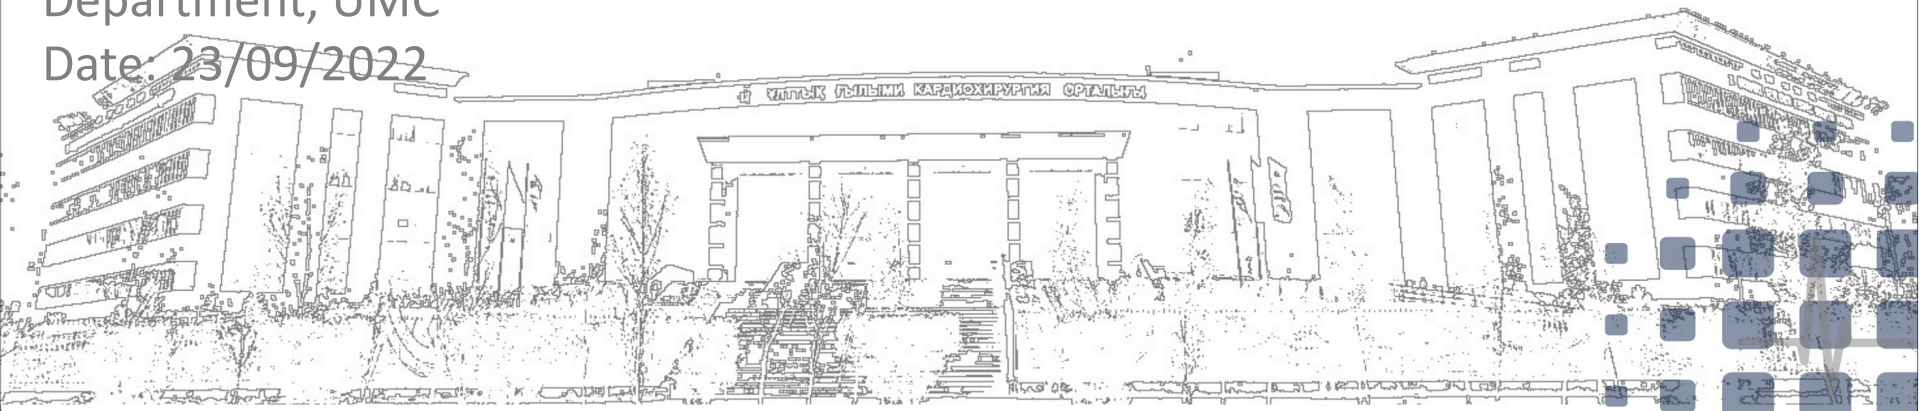 Department, UMC
Date: 23/09/2022
ҰЛТТЫҚ ҒЫЛЫМИ КАРДИОХИРУРГИЯ ОРТАЛЫҒЫ